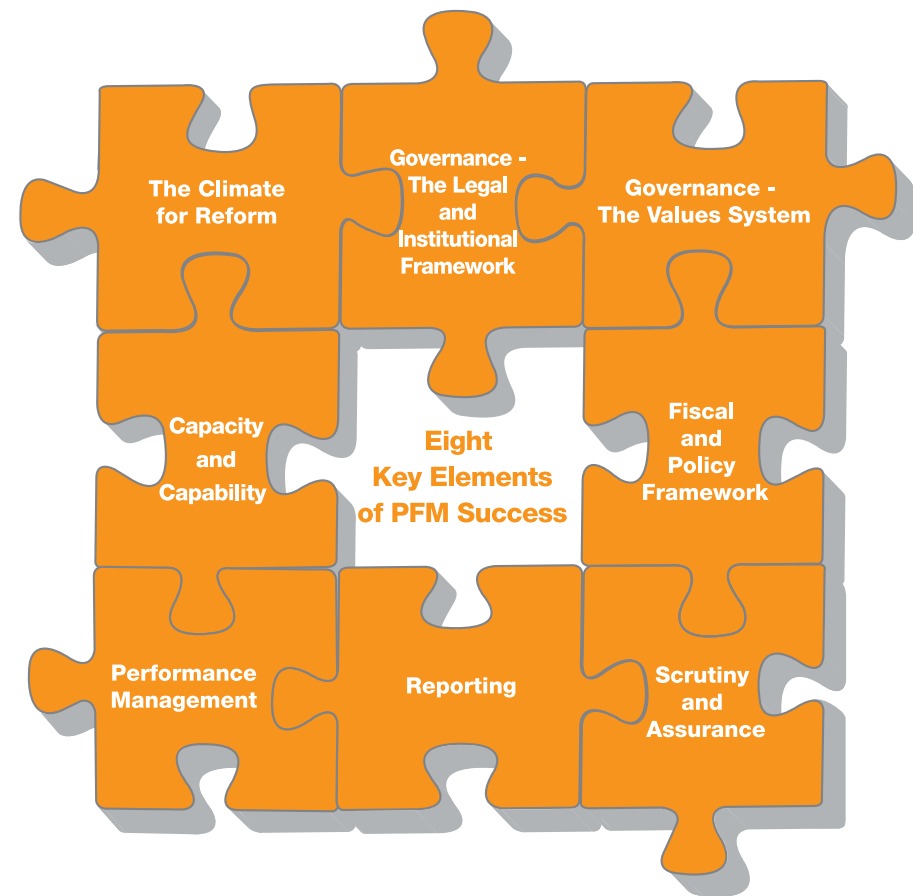 The Climate
for Reform
Governance -
The Legal
and
Institutional
Framework
Governance -
The Values System
Capacity
and
Capability
Eight
Key Elements
of PFM Success
Fiscal
and
Policy
Framework
Performance
Management
Reporting
Scrutiny
and
Assurance